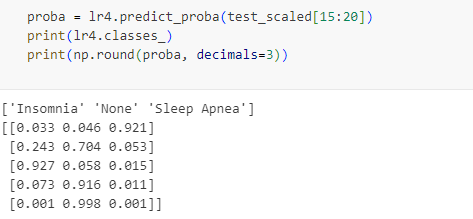 proba = lr4.predict_proba(test_scaled[15:20])
print(lr4.classes_)
print(np.round(proba, decimals=3))
['Insomnia' 'None' 'Sleep Apnea']
[[0.033 0.046 0.921]
 [0.243 0.704 0.053]
 [0.927 0.058 0.015]
 [0.073 0.916 0.011]
 [0.001 0.998 0.001]]